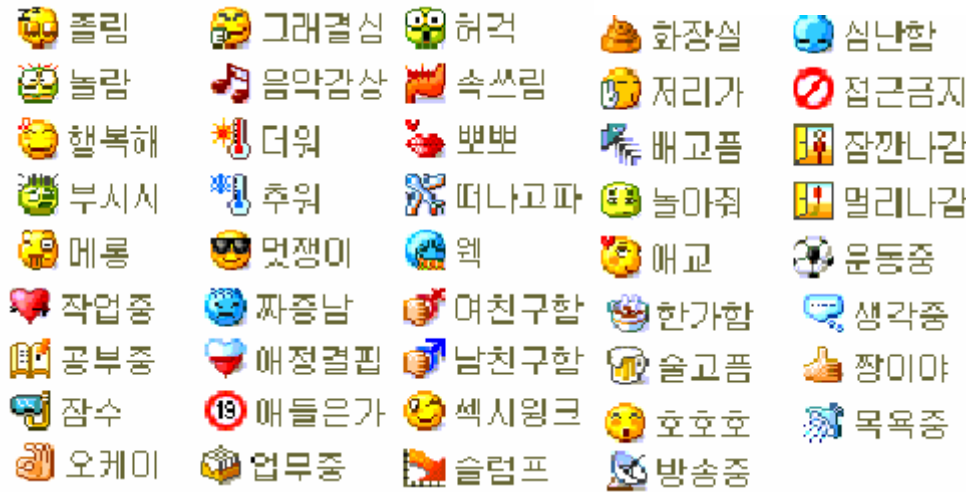 졸림 그래결심 허걱 화장실 심난함
놀람 음악감상 속쓰림 저리가 접근금지
행복해 더워 뽀뽀 배고픔 잠깐나감
부시시 추워 떠나고파 놀아줘 멀리나감
메롱 멋쟁이 웩 애교 운동중
작업중 짜증남 여친구함 한가함 생각중
공부중 애정결핍 남친구함 술고픔 짱이야
잠수 19 애들은가 섹시윙크 호호호 목욕중
오케이 업무중 슬럼프 방송중